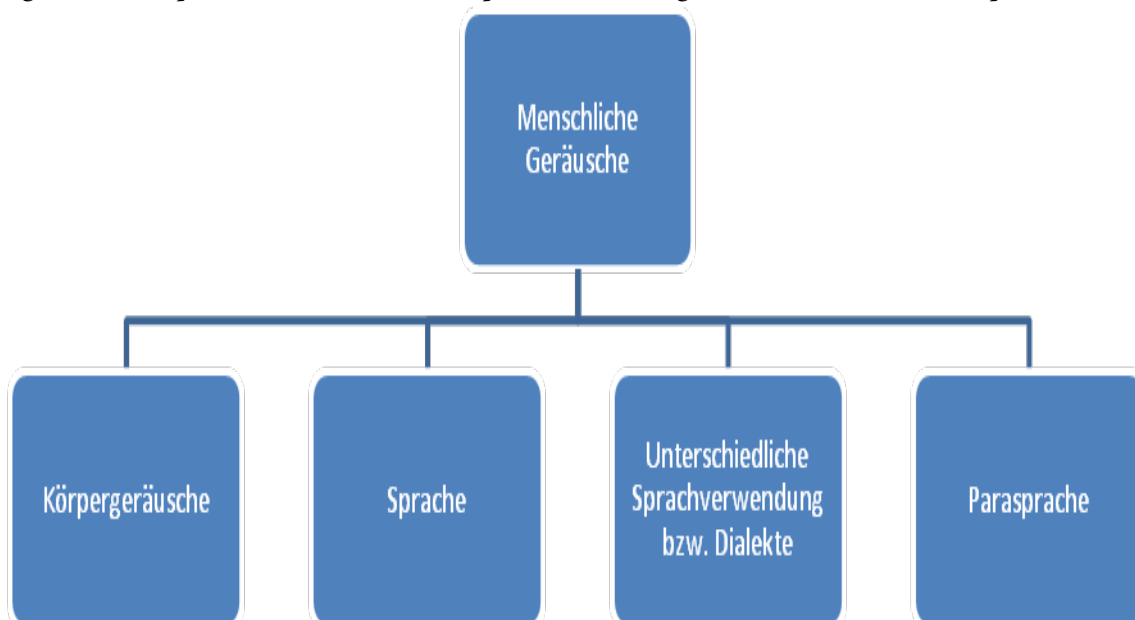 Menschliche
Geräusche
Körpergeräusche
Sprache
Unterschiedliche
Sprachverwendung
bzw. Dialekte
Parasprache